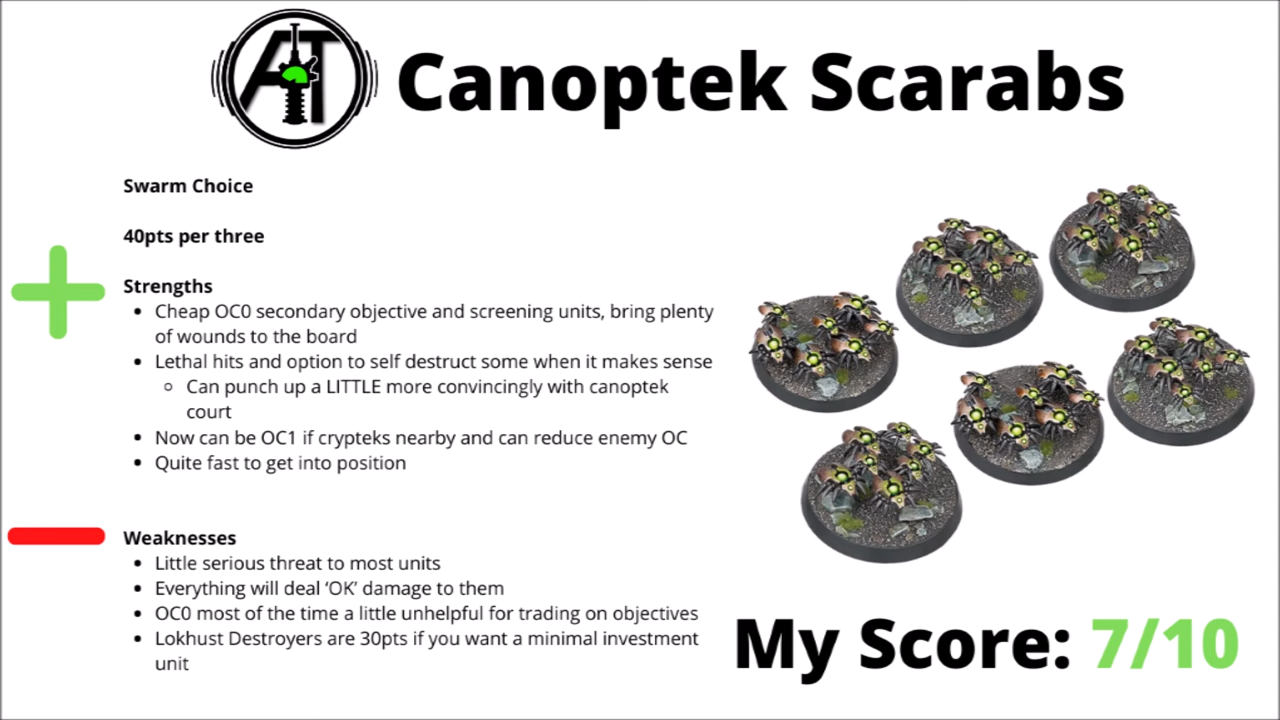 AT
Canoptek Scarabs
Swarm Choice
40pts per three
Strengths
• Cheap OC0 secondary objective and screening units, bring plenty
of wounds to the board
• Lethal hits and option to self destruct some when it makes sense
○ Can punch up a LITTLE more convincingly with canoptek
court
• Now can be OC1 if crypteks nearby and can reduce enemy OC
• Quite fast to get into position
Weaknesses
• Little serious threat to most units
• Everything will deal ‘OK’ damage to them
• OC0 most of the time a little unhelpful for trading on objectives
• Lokhust Destroyers are 30pts if you want a minimal investment
unit
My Score: 7/10